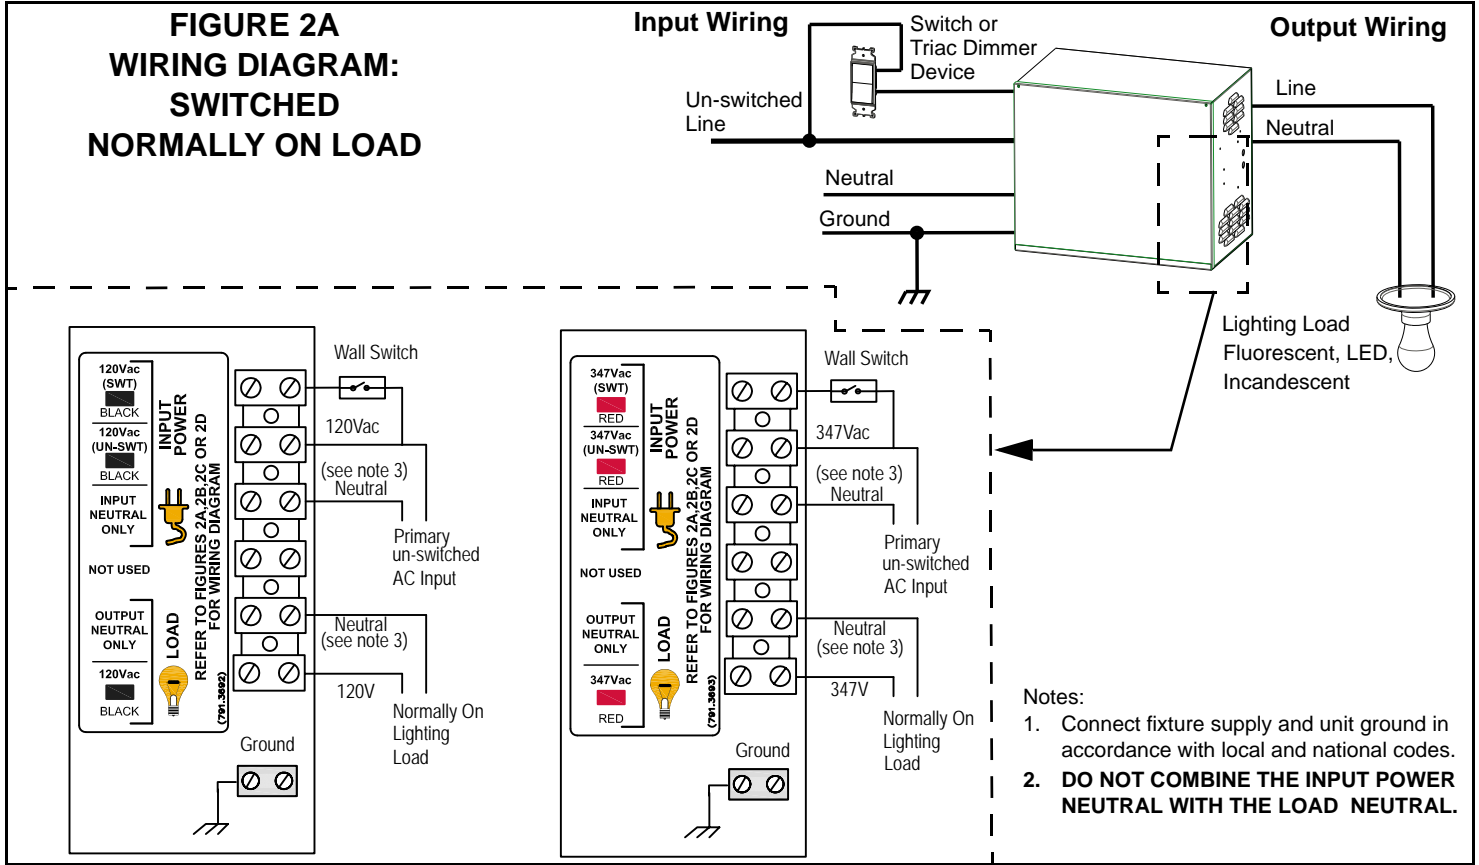 FIGURE 2A
WIRING DIAGRAM:
SWITCHED
NORMALLY ON LOAD
Input Wiring
Switch or
Triac Dimmer
Device
Output Wiring
Un-switched
Line
Neutral
Ground
Line
Neutral
Lighting Load
Fluorescent, LED,
Incandescent
120Vac
(SWT)
BLACK
120Vac
(UN-SWT)
BLACK
INPUT
NEUTRAL
ONLY
NOT USED
OUTPUT
NEUTRAL
ONLY
120Vac
BLACK
INPUT
POWER
LOAD
REFER TO FIGURES 2A,2B,2C OR 2D
FOR WIRING DIAGRAM
(791.3692)
Wall Switch
120Vac
(see note 3)
Neutral
Primary
un-switched
AC Input
Neutral
(see note 3)
120V
Normally On
Lighting
Load
Ground
347Vac
(SWT)
RED
347Vac
(UN-SWT)
RED
INPUT
NEUTRAL
ONLY
NOT USED
OUTPUT
NEUTRAL
ONLY
347Vac
RED
INPUT
POWER
LOAD
REFER TO FIGURES 2A,2B,2C OR 2D
FOR WIRING DIAGRAM
(791.3693)
Wall Switch
347Vac
(see note 3)
Neutral
Primary
un-switched
AC Input
Neutral
(see note 3)
347V
Normally On
Lighting
Load
Ground
Notes:
1. Connect fixture supply and unit ground in
accordance with local and national codes.
2. DO NOT COMBINE THE INPUT POWER
NEUTRAL WITH THE LOAD NEUTRAL.